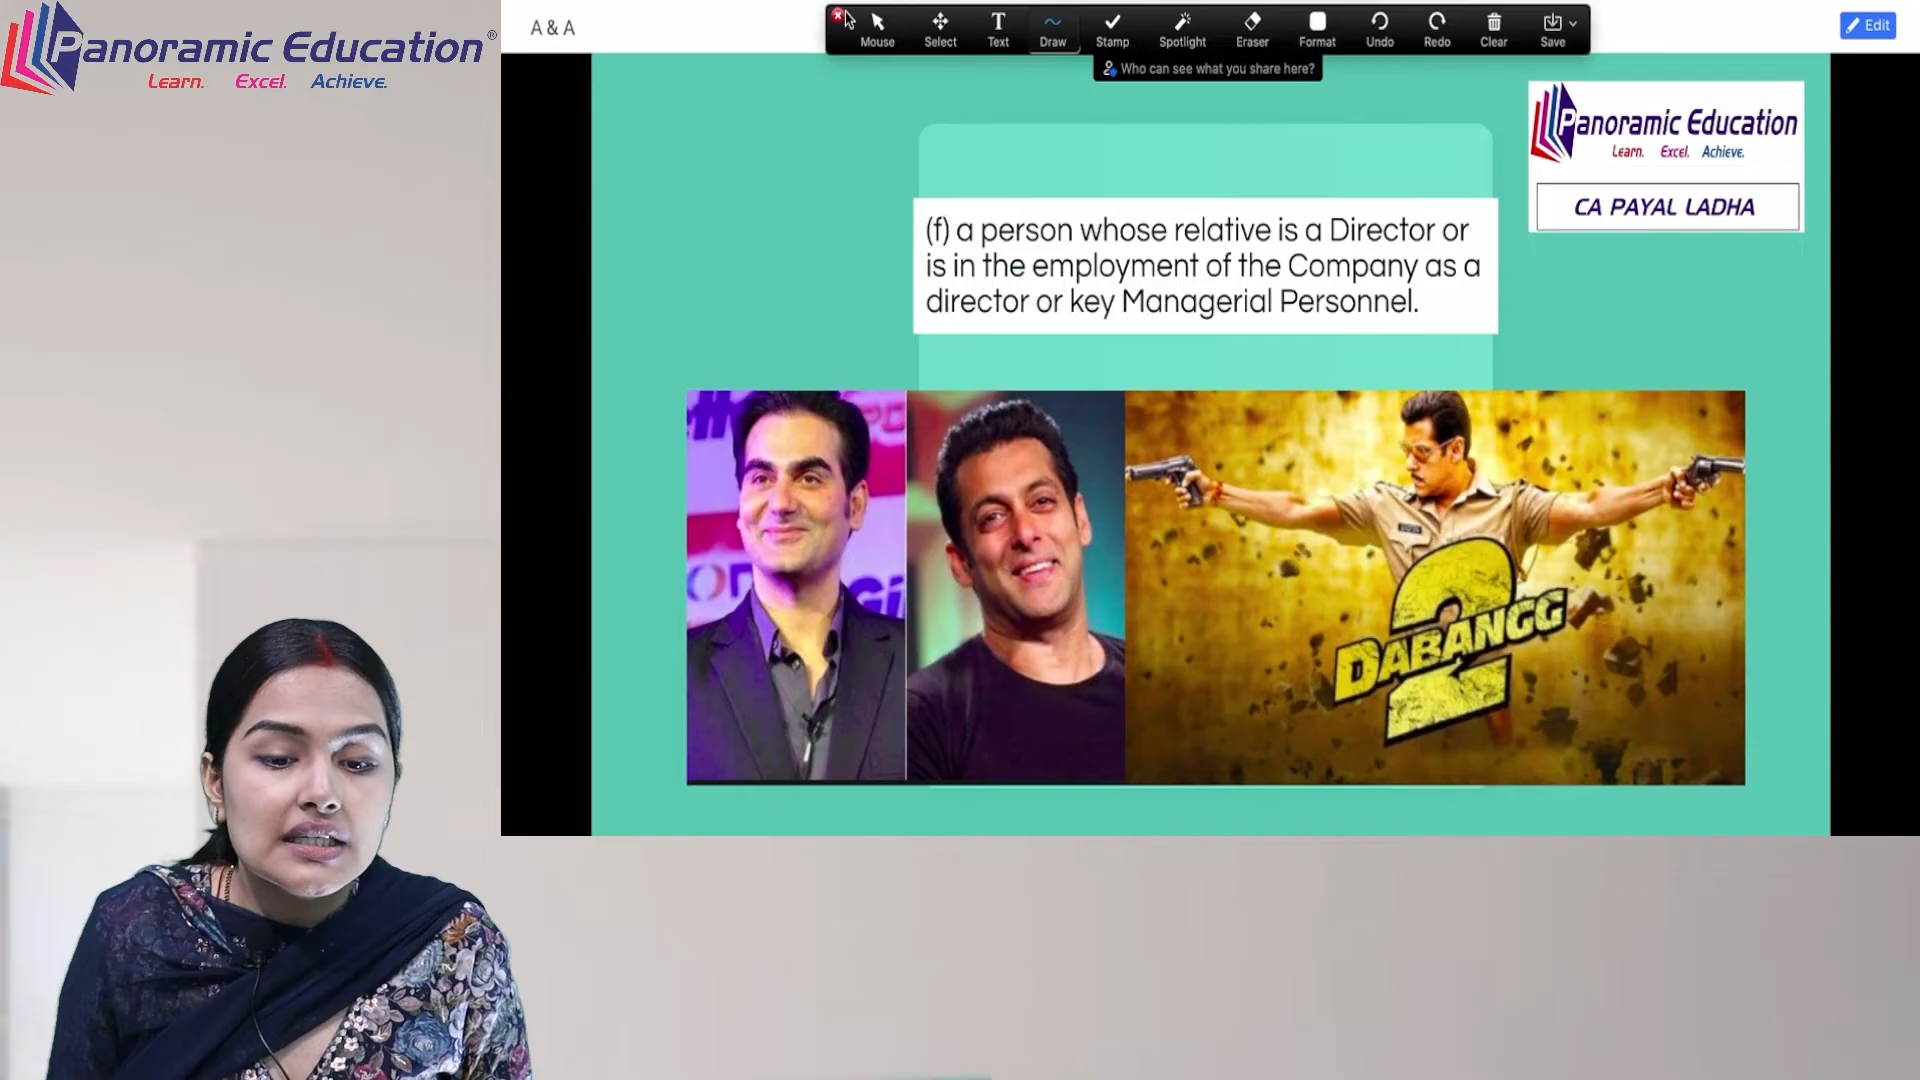 Panoramic Education®
Learn. Excel. Achieve.
A & A
Mouse
Select
Text
Draw
Stamp
Spotlight
Eraser
Format
Undo
Redo
Clear
Save
Edit
Who can see what you share here?
Panoramic Education
Learn. Excel. Achieve.
CA PAYAL LADHA
(f) a person whose relative is a Director or
is in the employment of the Company as a
director or key Managerial Personnel.
2
DABANGG